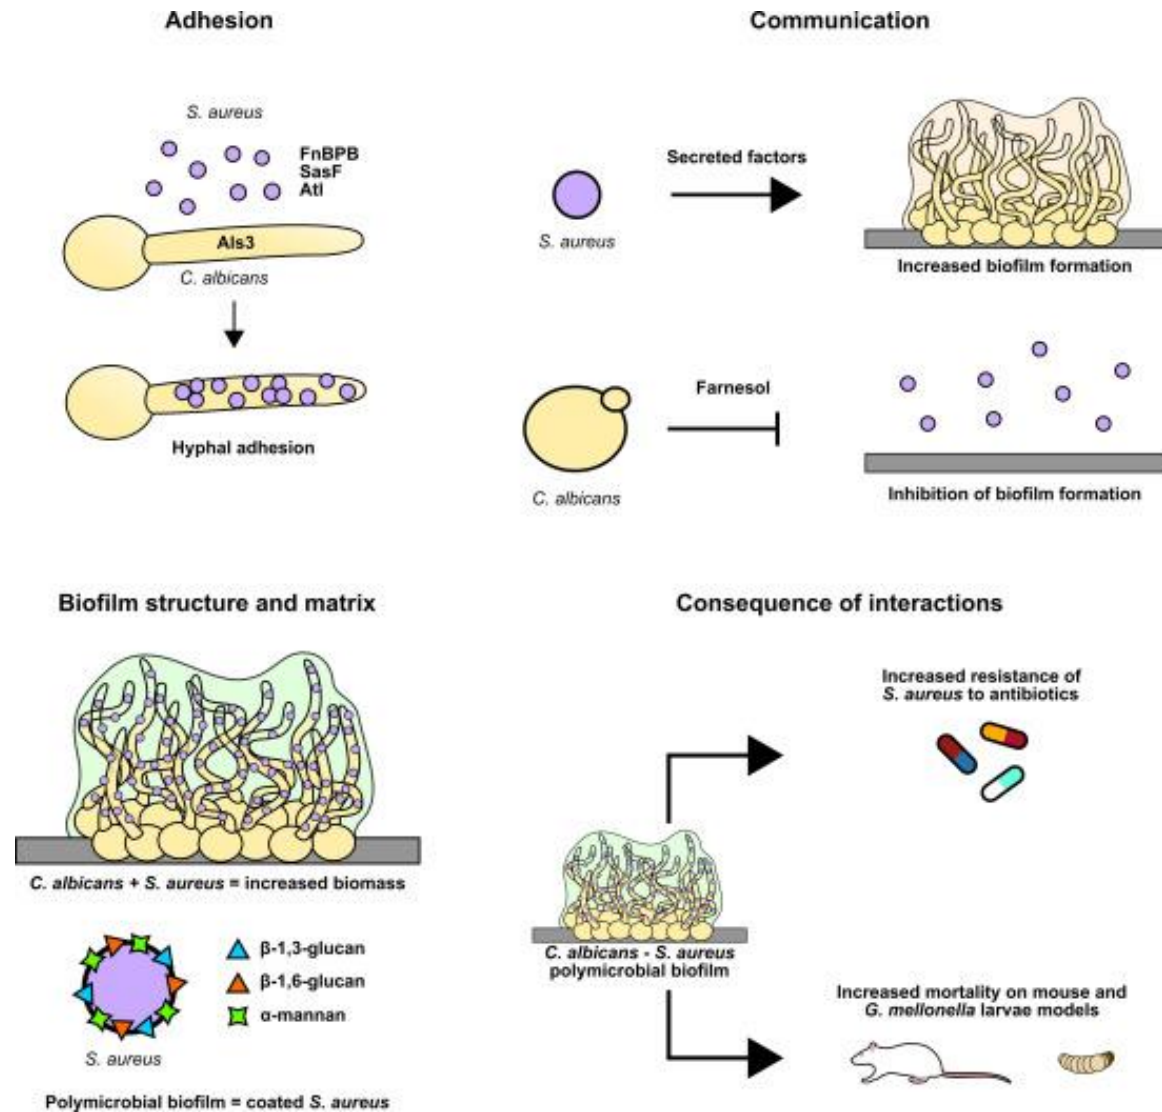 Adhesion
S. aureus
FnBPB
SasF
Atl
Als3
C. albicans
Hyphal adhesion
Communication
Secreted factors
S. aureus
Increased biofilm formation
Farnesol
C. albicans
Inhibition of biofilm formation
Biofilm structure and matrix
C. albicans + S. aureus = increased biomass
β-1,3-glucan
β-1,6-glucan
α-mannan
S. aureus
Polymicrobial biofilm = coated S. aureus
Consequence of interactions
Increased resistance of
S. aureus to antibiotics
C. albicans - S. aureus
polymicrobial biofilm
Increased mortality on mouse and
G. mellonella larvae models